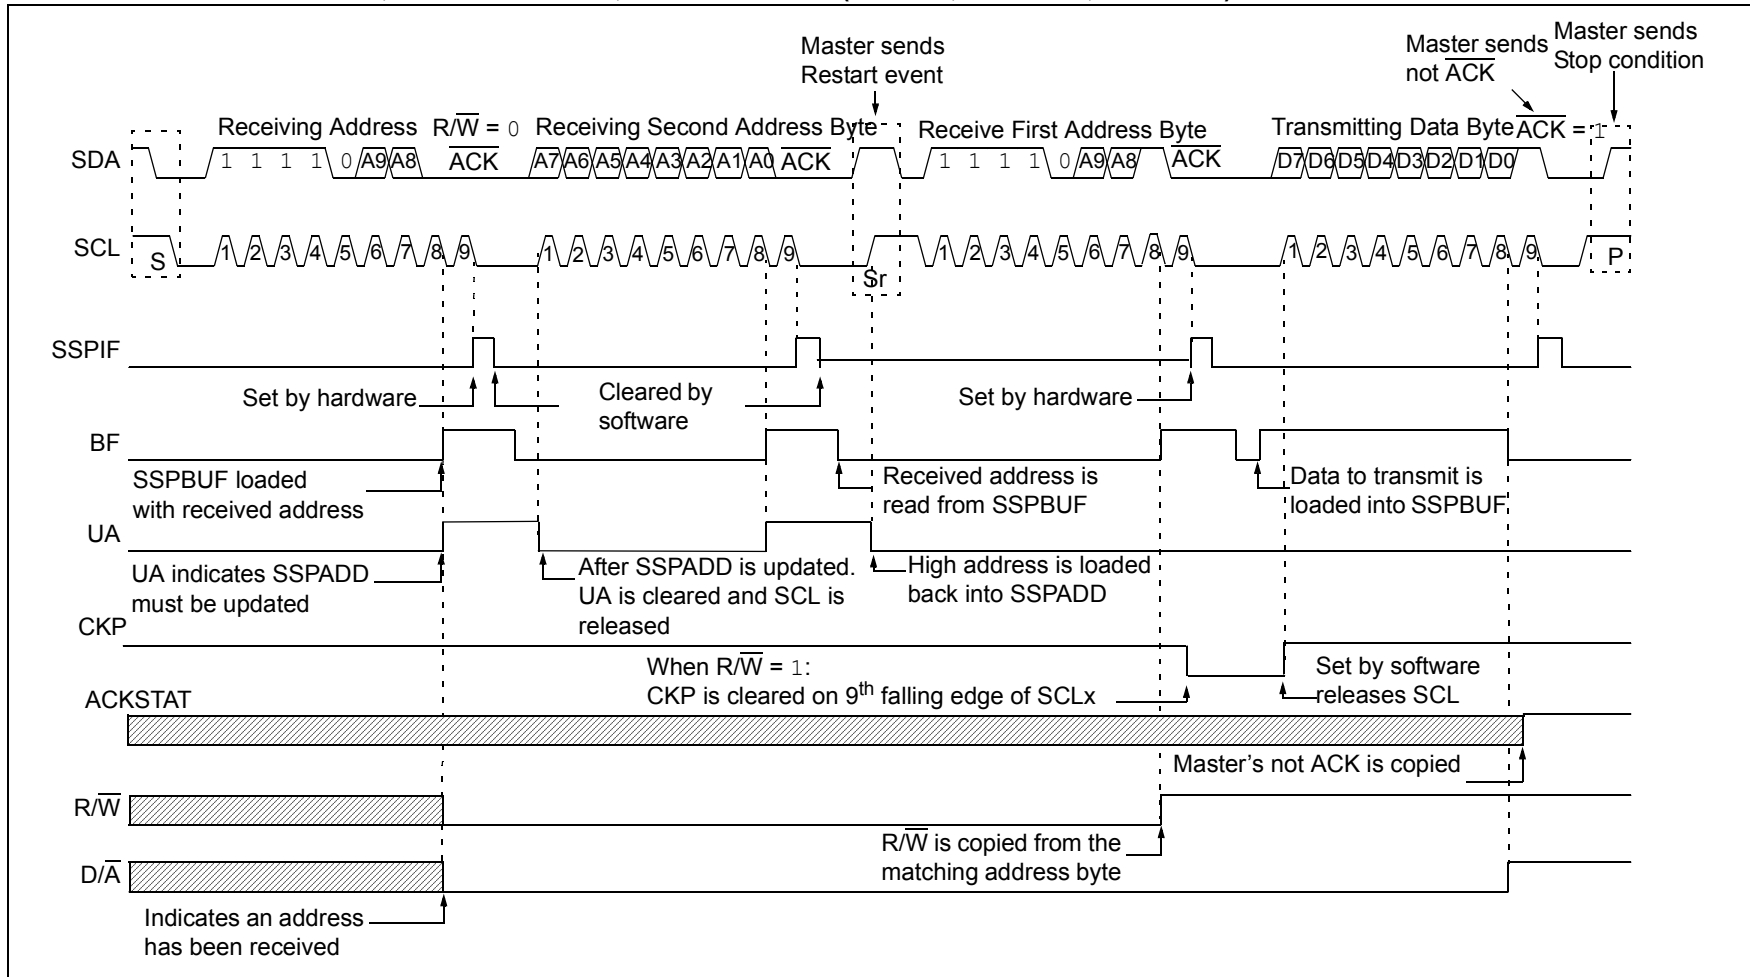 Master sends
Restart event
Master sends
not ACK
Master sends
Stop condition
Receiving Address R/W = 0 Receiving Second Address Byte Receive First Address Byte Transmitting Data Byte ACK = 1
SDA 1 1 1 1 0 A9 A8 ACK A7 A6 A5 A4 A3 A2 A1 A0 ACK 1 1 1 1 0 A9 A8 ACK D7 D6 D5 D4 D3 D2 D1 D0
SCL S 1 2 3 4 5 6 7 8 9 1 2 3 4 5 6 7 8 9 Sr 1 2 3 4 5 6 7 8 9 1 2 3 4 5 6 7 8 9 P
SSPIF
Set by hardware
Cleared by
software
Set by hardware
BF
SSPBUF loaded
with received address
Received address is
read from SSPBUF
Data to transmit is
loaded into SSPBUF
UA
UA indicates SSPADD
must be updated
After SSPADD is updated.
UA is cleared and SCL is
released
High address is loaded
back into SSPADD
CKP
When R/W = 1:
CKP is cleared on 9th falling edge of SCLx
Set by software
releases SCL
ACKSTAT
Master's not ACK is copied
R/W
R/W is copied from the
matching address byte
D/A
Indicates an address
has been received